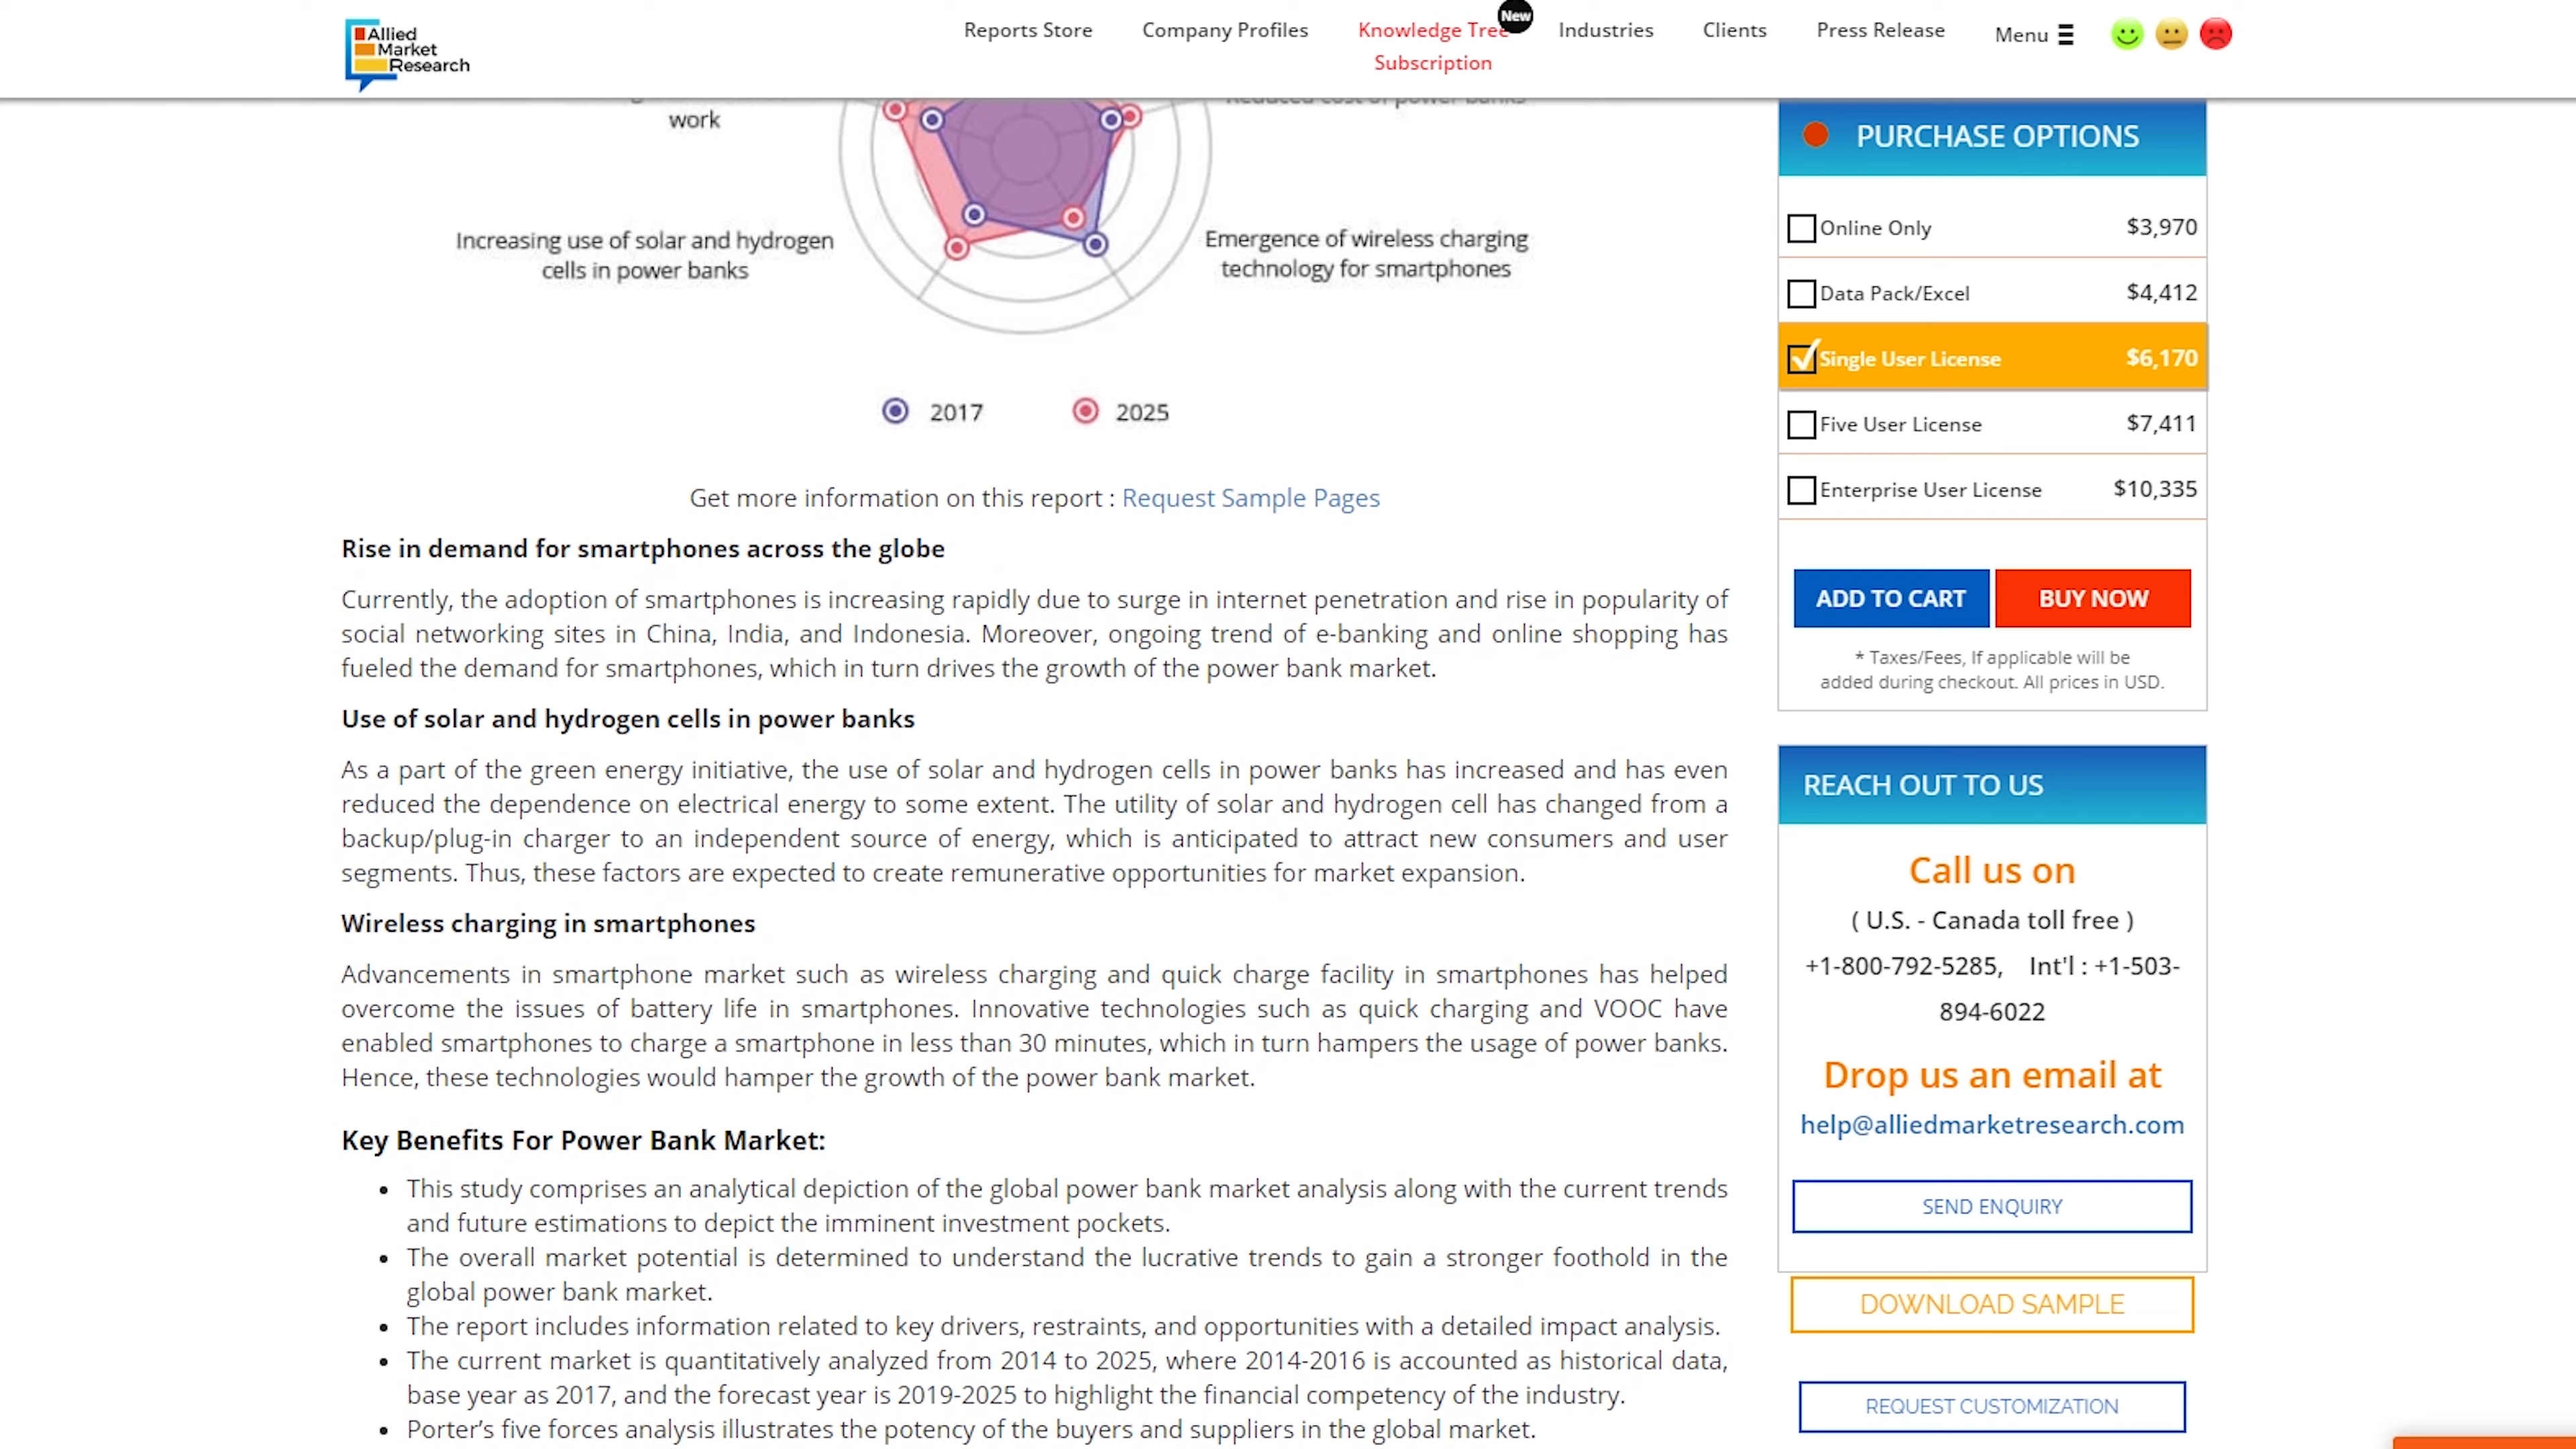 Allied
Market
Research
Reports Store
Company Profiles
Knowledge Tree
Subscription
New
Industries
Clients
Press Release
Menu
work
Reduced cost of power banks
Increasing use of solar and hydrogen
cells in power banks
Emergence of wireless charging
technology for smartphones
2017
2025
Get more information on this report : Request Sample Pages
Rise in demand for smartphones across the globe
Currently, the adoption of smartphones is increasing rapidly due to surge in internet penetration and rise in popularity of
social networking sites in China, India, and Indonesia. Moreover, ongoing trend of e-banking and online shopping has
fueled the demand for smartphones, which in turn drives the growth of the power bank market.
Use of solar and hydrogen cells in power banks
As a part of the green energy initiative, the use of solar and hydrogen cells in power banks has increased and has even
reduced the dependence on electrical energy to some extent. The utility of solar and hydrogen cell has changed from a
backup/plug-in charger to an independent source of energy, which is anticipated to attract new consumers and user
segments. Thus, these factors are expected to create remunerative opportunities for market expansion.
Wireless charging in smartphones
Advancements in smartphone market such as wireless charging and quick charge facility in smartphones has helped
overcome the issues of battery life in smartphones. Innovative technologies such as quick charging and VOOC have
enabled smartphones to charge a smartphone in less than 30 minutes, which in turn hampers the usage of power banks.
Hence, these technologies would hamper the growth of the power bank market.
Key Benefits For Power Bank Market:
• This study comprises an analytical depiction of the global power bank market analysis along with the current trends
and future estimations to depict the imminent investment pockets.
• The overall market potential is determined to understand the lucrative trends to gain a stronger foothold in the
global power bank market.
• The report includes information related to key drivers, restraints, and opportunities with a detailed impact analysis.
• The current market is quantitatively analyzed from 2014 to 2025, where 2014-2016 is accounted as historical data,
base year as 2017, and the forecast year is 2019-2025 to highlight the financial competency of the industry.
• Porter’s five forces analysis illustrates the potency of the buyers and suppliers in the global market.
PURCHASE OPTIONS
Online Only $3,970
Data Pack/Excel $4,412
Single User License $6,170
Five User License $7,411
Enterprise User License $10,335
ADD TO CART
BUY NOW
* Taxes/Fees, If applicable will be
added during checkout. All prices in USD.
REACH OUT TO US
Call us on
( U.S. - Canada toll free )
+1-800-792-5285, Int'l : +1-503-
894-6022
Drop us an email at
help@alliedmarketresearch.com
SEND ENQUIRY
DOWNLOAD SAMPLE
REQUEST CUSTOMIZATION